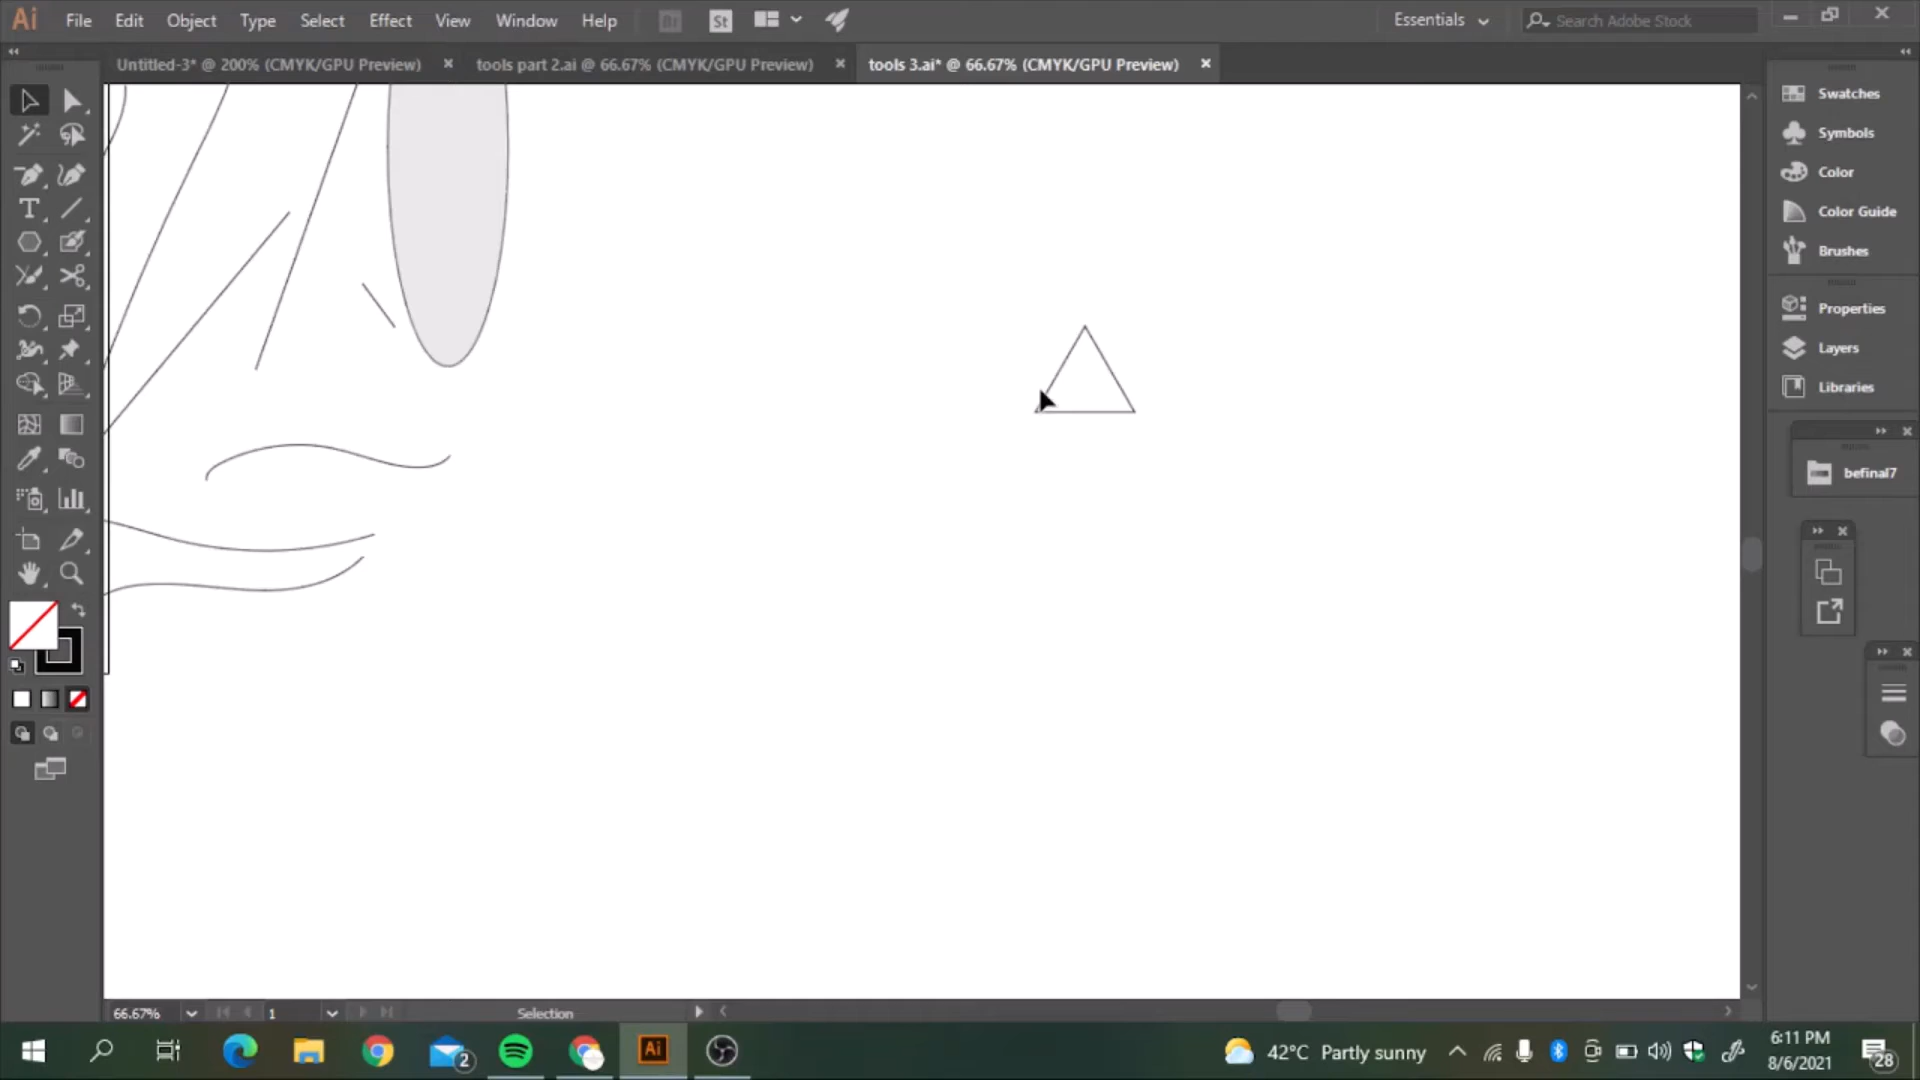 Ai File Edit Object Type Select Effect View Window Help Br St Essentials Search Adobe Stock
Untitled-3* @ 200% (CMYK/GPU Preview) × tools part 2.ai @ 66.67% (CMYK/GPU Preview) × tools 3.ai* @ 66.67% (CMYK/GPU Preview) ×
Swatches
Symbols
Color
Color Guide
Brushes
Properties
Layers
Libraries
befinal7
66.67% 1 Selection
2 Ai 42°C Partly sunny 6:11 PM
8/6/2021 28